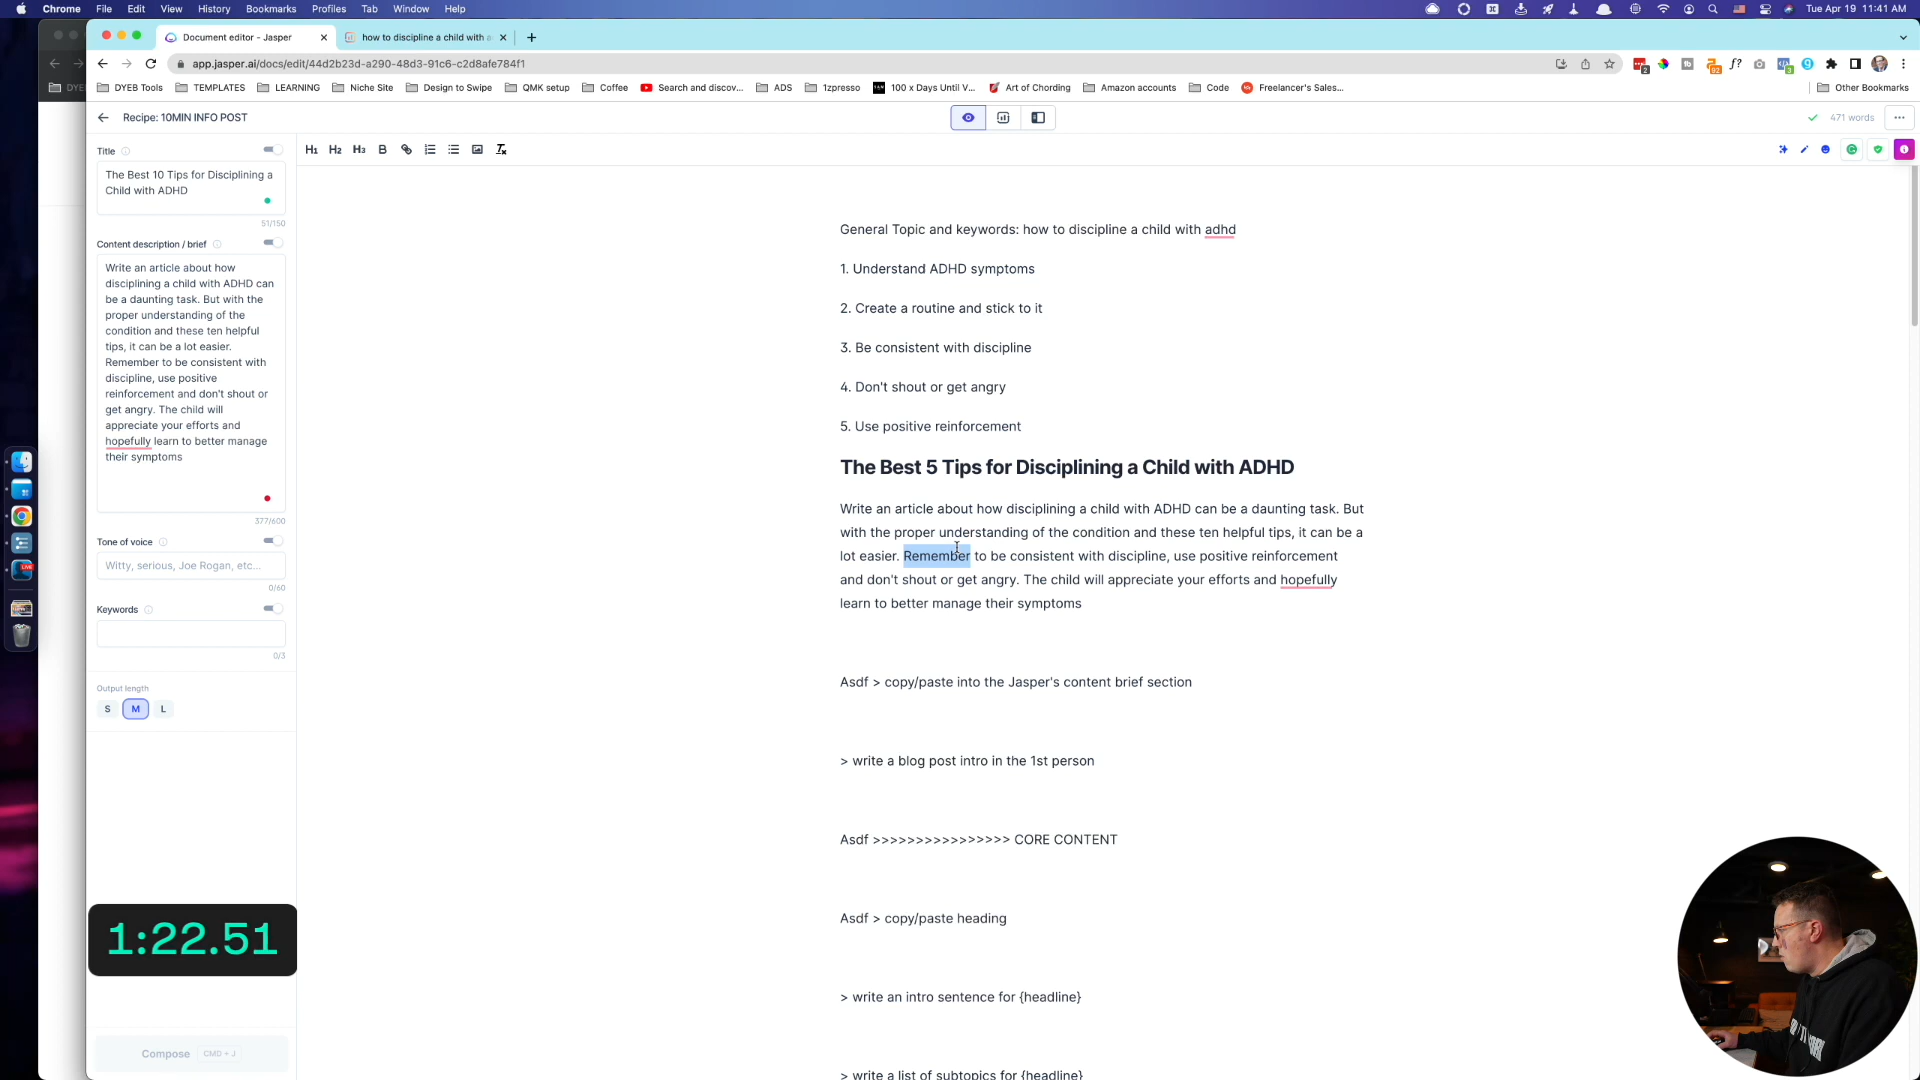 Chrome File Edit View History Bookmarks Profiles Tab Window Help Tue Apr 19 11:41 AM
Document editor - Jasper
how to discipline a child with a
app.jasper.ai/docs/edit/44d2b23d-a290-48d3-91c6-c2d8afe784f1
DYEB Tools TEMPLATES LEARNING Niche Site Design to Swipe QMK setup Coffee Search and discov... ADS 1zpresso 100 x Days Until V... Art of Chording Amazon accounts Code Freelancer's Sales... Other Bookmarks
Recipe: 10MIN INFO POST
471 words
H1 H2 H3 B
Title
The Best 10 Tips for Disciplining a
Child with ADHD
51/150
Content description / brief
Write an article about how
disciplining a child with ADHD can
be a daunting task. But with the
proper understanding of the
condition and these ten helpful
tips, it can be a lot easier.
Remember to be consistent with
discipline, use positive
reinforcement and don't shout or
get angry. The child will
appreciate your efforts and
hopefully learn to better manage
their symptoms
377/600
Tone of voice
Witty, serious, Joe Rogan, etc...
0/60
Keywords
0/3
Output length
S M L
1:22.51
Compose CMD + J
General Topic and keywords: how to discipline a child with adhd
1. Understand ADHD symptoms
2. Create a routine and stick to it
3. Be consistent with discipline
4. Don't shout or get angry
5. Use positive reinforcement
The Best 5 Tips for Disciplining a Child with ADHD
Write an article about how disciplining a child with ADHD can be a daunting task. But
with the proper understanding of the condition and these ten helpful tips, it can be a
lot easier. Remember to be consistent with discipline, use positive reinforcement
and don't shout or get angry. The child will appreciate your efforts and hopefully
learn to better manage their symptoms
Asdf > copy/paste into the Jasper's content brief section
> write a blog post intro in the 1st person
Asdf >>>>>>>>>>>>>>>> CORE CONTENT
Asdf > copy/paste heading
> write an intro sentence for {headline}
> write a list of subtopics for {headline}